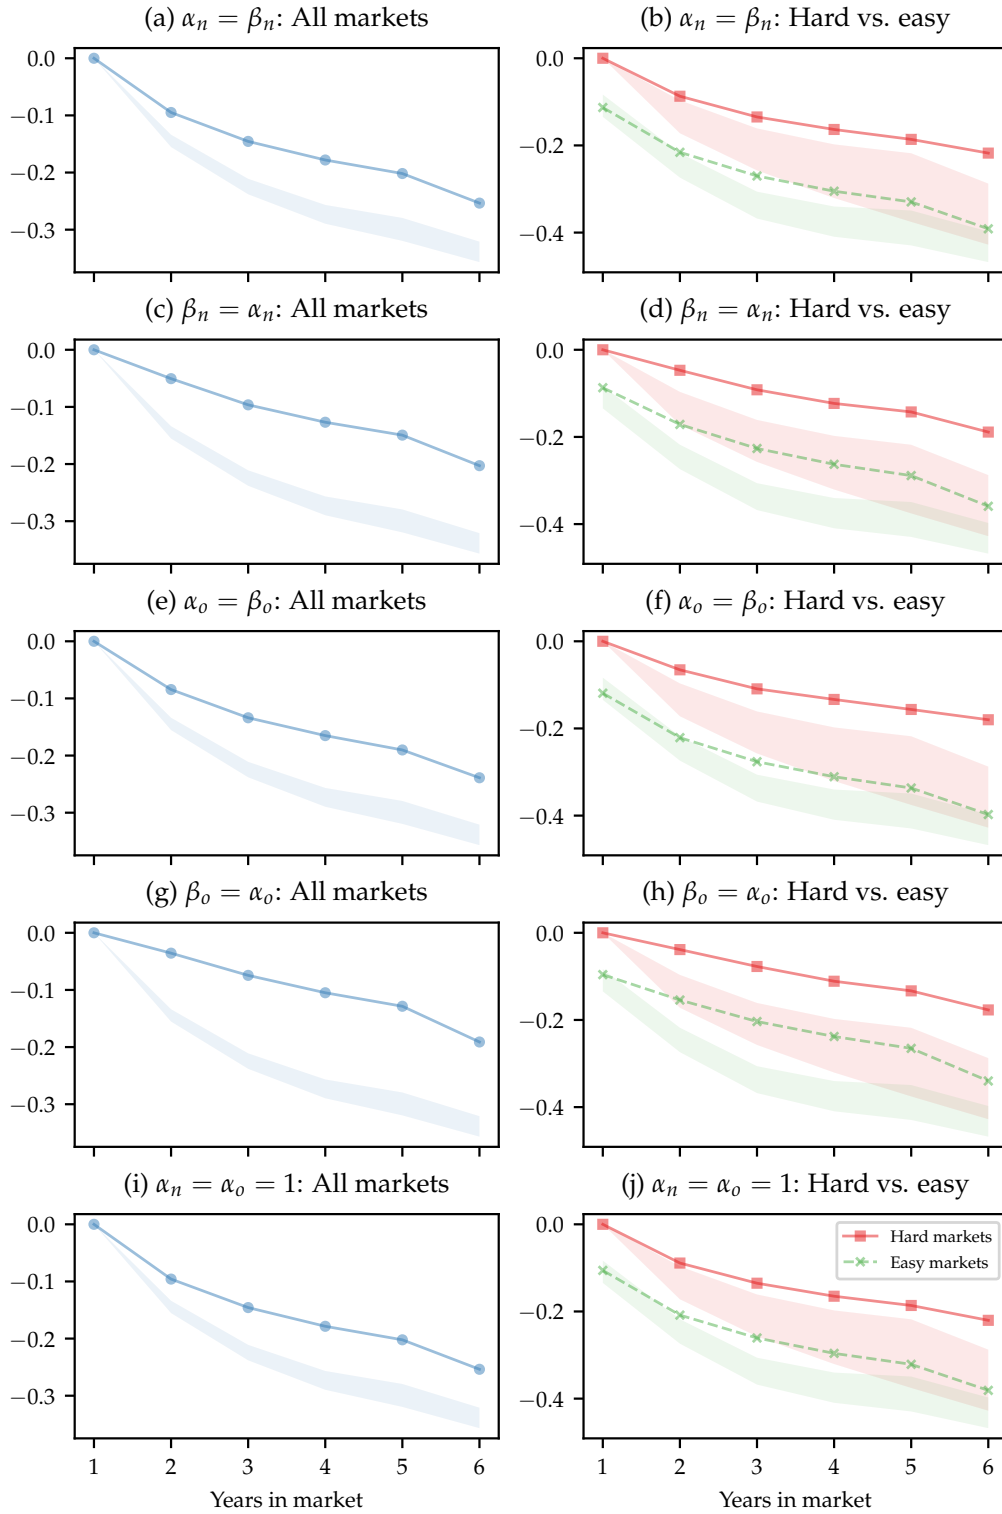 (a) αₙ = βₙ: All markets
(b) αₙ = βₙ: Hard vs. easy
0.0
−0.1
−0.2
−0.3
0.0
−0.2
−0.4
(c) βₙ = αₙ: All markets
(d) βₙ = αₙ: Hard vs. easy
0.0
−0.1
−0.2
−0.3
0.0
−0.2
−0.4
(e) αₒ = βₒ: All markets
(f) αₒ = βₒ: Hard vs. easy
0.0
−0.1
−0.2
−0.3
0.0
−0.2
−0.4
(g) βₒ = αₒ: All markets
(h) βₒ = αₒ: Hard vs. easy
0.0
−0.1
−0.2
−0.3
0.0
−0.2
−0.4
(i) αₙ = αₒ = 1: All markets
(j) αₙ = αₒ = 1: Hard vs. easy
0.0
−0.1
−0.2
−0.3
0.0
−0.2
−0.4
Hard markets
Easy markets
1 2 3 4 5 6
1 2 3 4 5 6
Years in market
Years in market